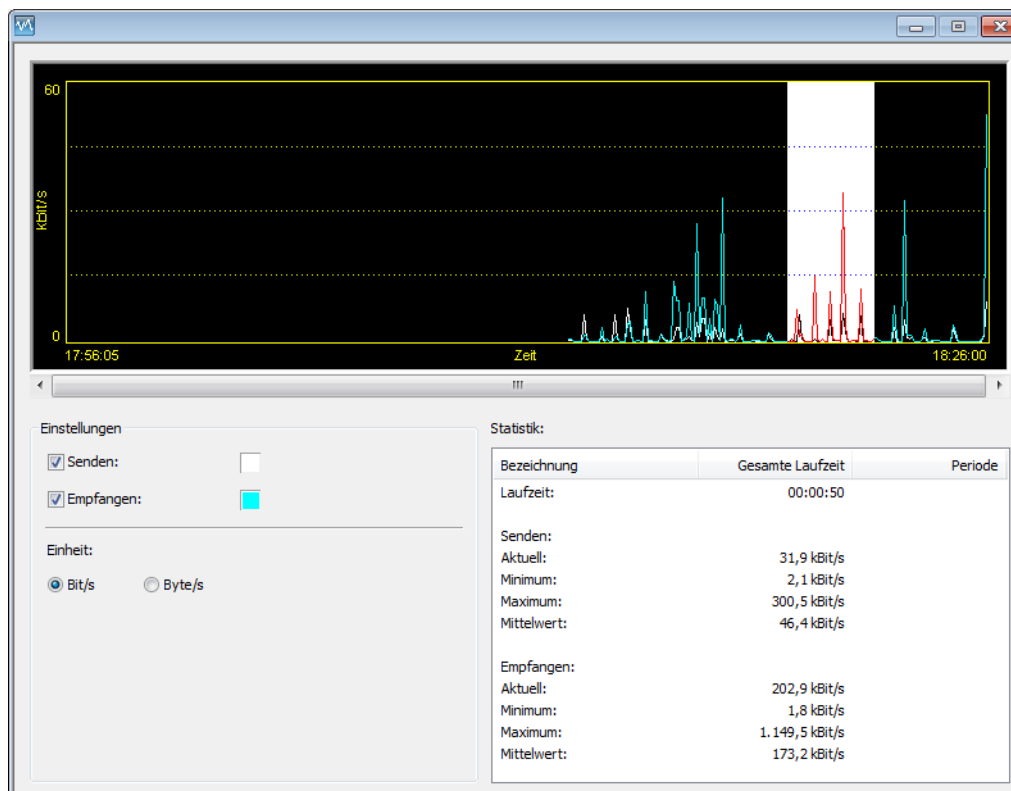 60
kBit/s
0
17:56:05 Zeit 18:26:00
Einstellungen
Senden:
Empfangen:
Einheit:
Bit/s Byte/s
Statistik:
Bezeichnung Gesamte Laufzeit Periode
Laufzeit: 00:00:50
Senden:
Aktuell: 31,9 kBit/s
Minimum: 2,1 kBit/s
Maximum: 300,5 kBit/s
Mittelwert: 46,4 kBit/s
Empfangen:
Aktuell: 202,9 kBit/s
Minimum: 1,8 kBit/s
Maximum: 1.149,5 kBit/s
Mittelwert: 173,2 kBit/s